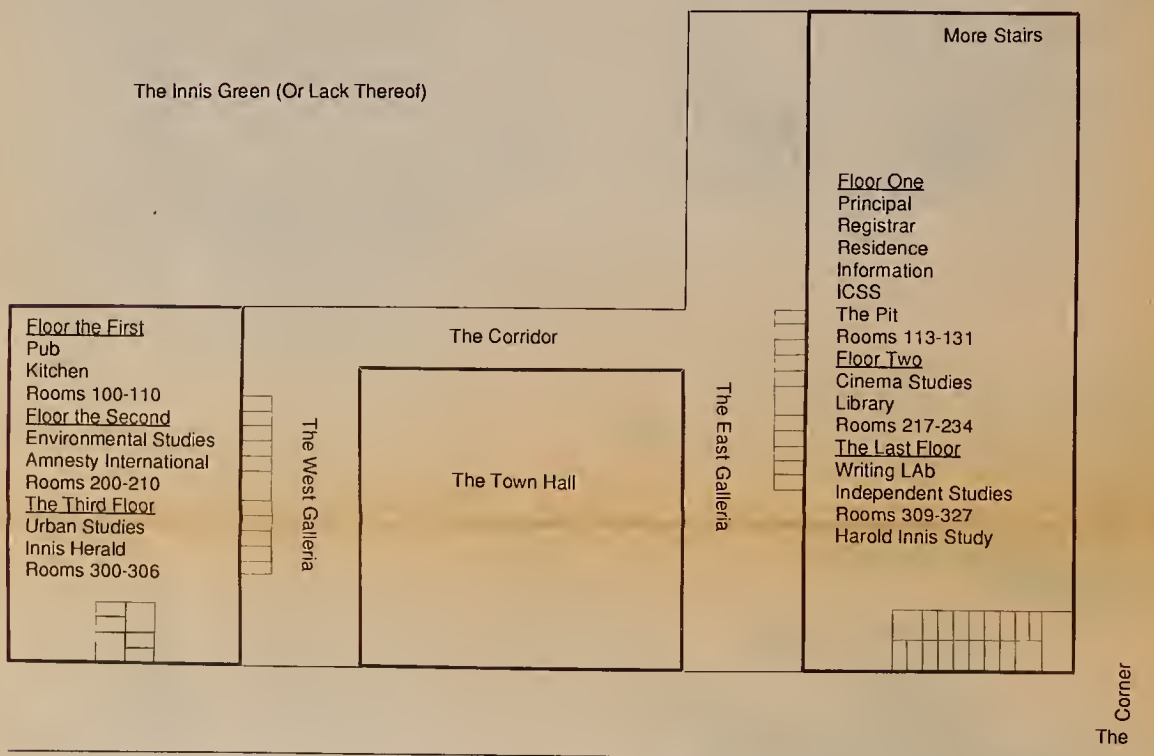 More Stairs
The Innis Green (Or Lack Thereof)
Floor One
Principal
Registrar
Residence
Information
ICSS
The Pit
Rooms 113-131
Floor Two
Cinema Studies
Library
Rooms 217-234
The Last Floor
Writing LAb
Independent Studies
Rooms 309-327
Harold Innis Study
Floor the First
Pub
Kitchen
Rooms 100-110
Floor the Second
Environmental Studies
Amnesty International
Rooms 200-210
The Third Floor
Urban Studies
Innis Herald
Rooms 300-306
The Corridor
The West Galleria
The Town Hall
The East Galleria
The Corner